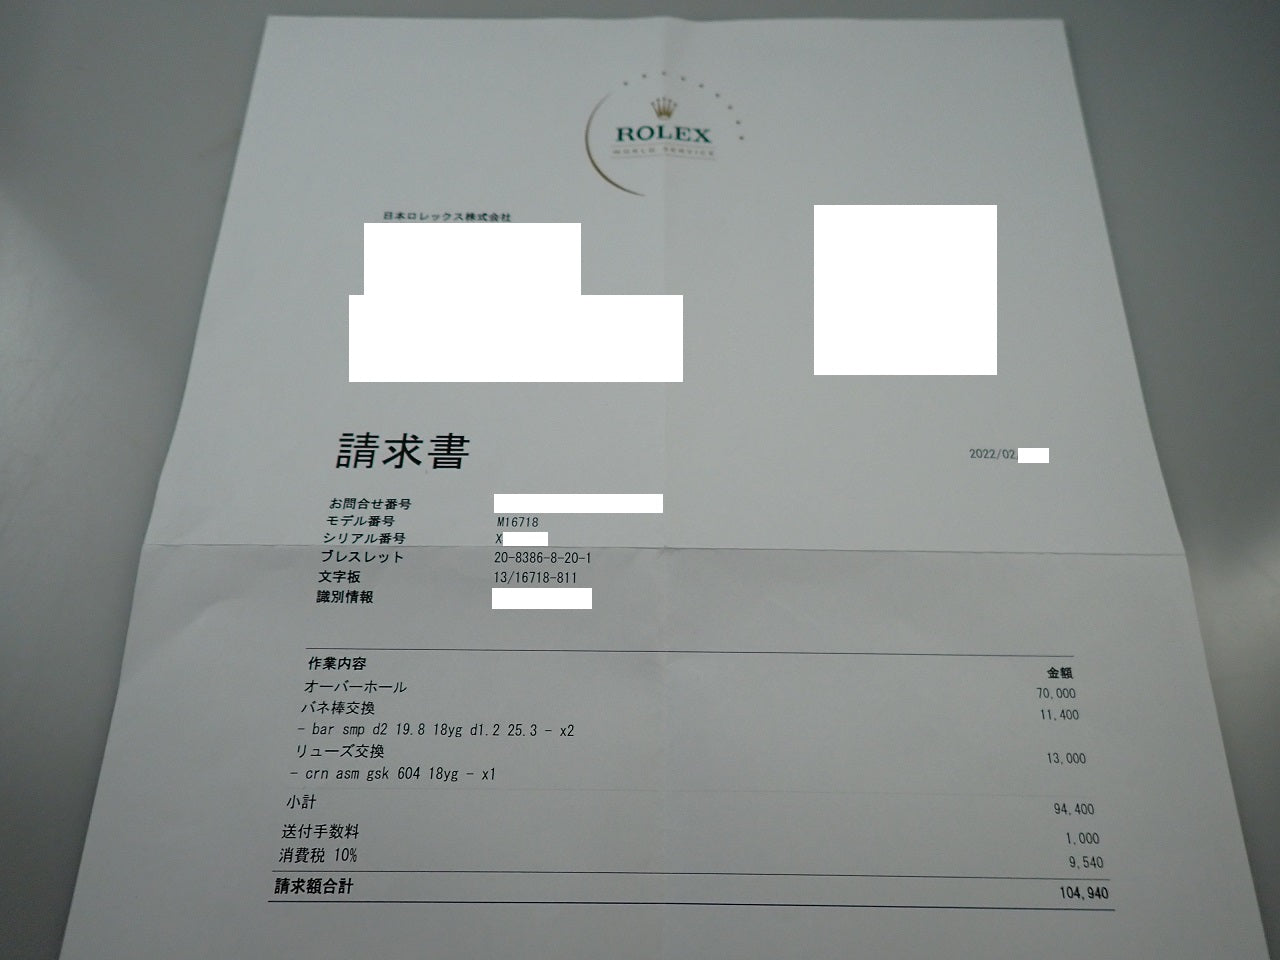 ROLEX
WORLD SERVICE
日本ロレックス株式会社
請求書
2022/02
お問合せ番号
モデル番号 M16718
シリアル番号 X
ブレスレット 20-8386-8-20-1
文字板 13/16718-811
識別情報
作業内容 金額
オーバーホール 70,000
バネ棒交換 11,400
- bar smp d2 19.8 18yg d1.2 25.3 - x2
リューズ交換 13,000
- crn asm gsk 604 18yg - x1
小計 94,400
送付手数料 1,000
消費税 10% 9,540
請求額合計 104,940